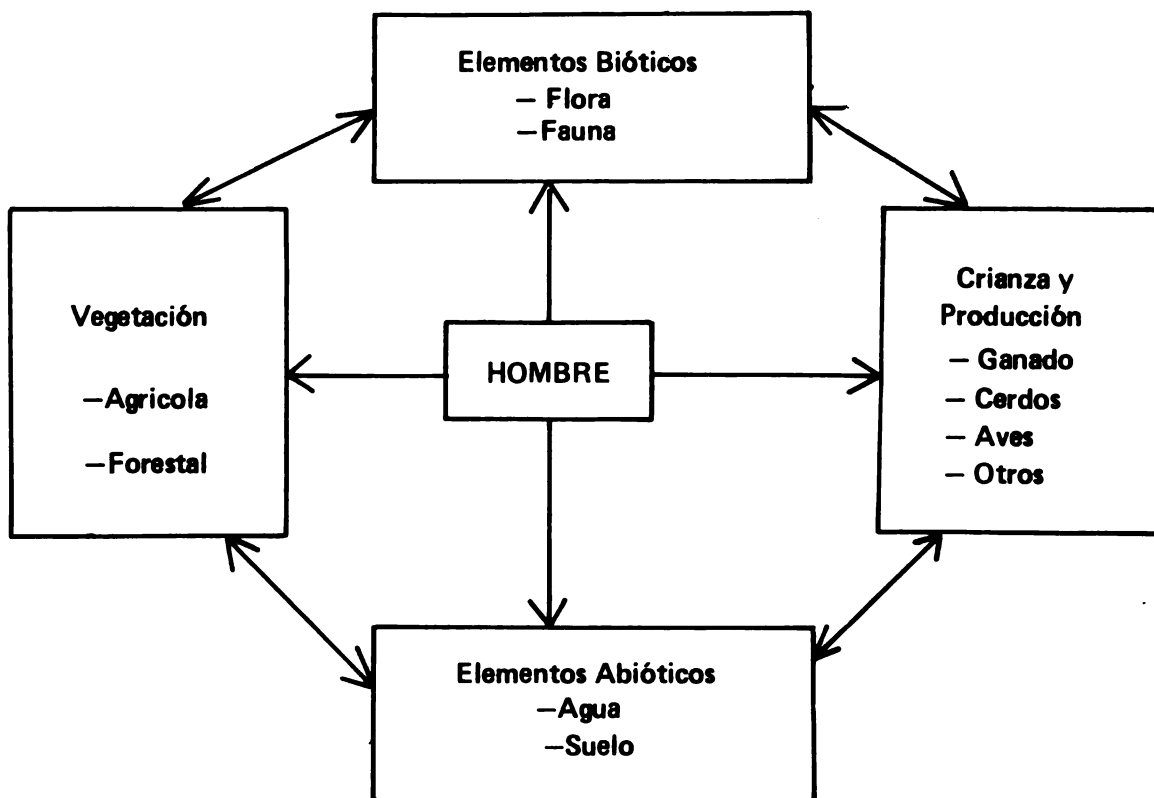 Elementos Bióticos
— Flora
—Fauna
Vegetación
—Agricola
—Forestal
HOMBRE
Crianza y
Producción
— Ganado
— Cerdos
— Aves
— Otros
Elementos Abióticos
—Agua
—Suelo